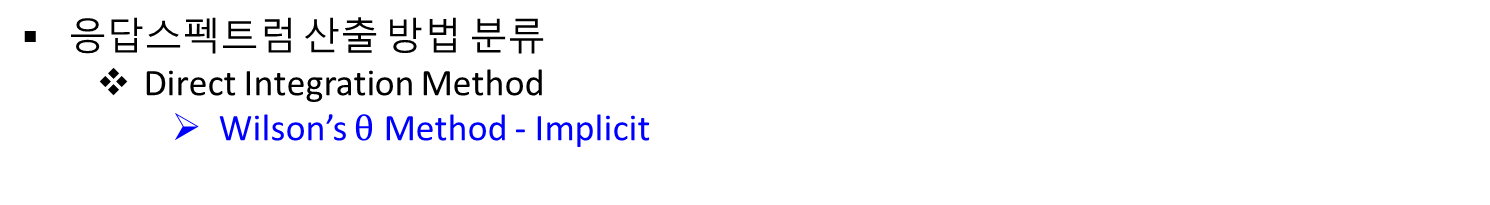 ▪ 응답스펙트럼 산출 방법 분류
❖ Direct Integration Method
➢ Wilson’s θ Method - Implicit